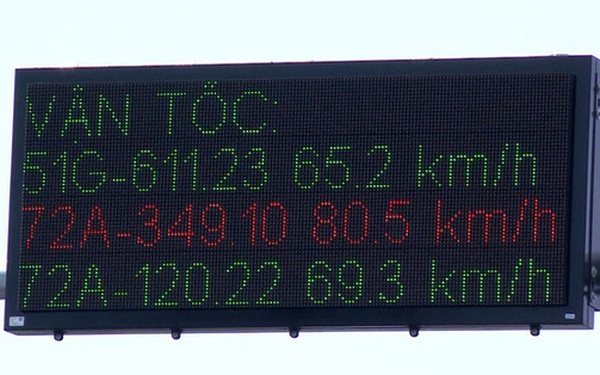 VẬN TỐC:
51G-611.23 65.2 km/h
72A-349.10 80.5 km/h
72A-120.22 69.3 km/h